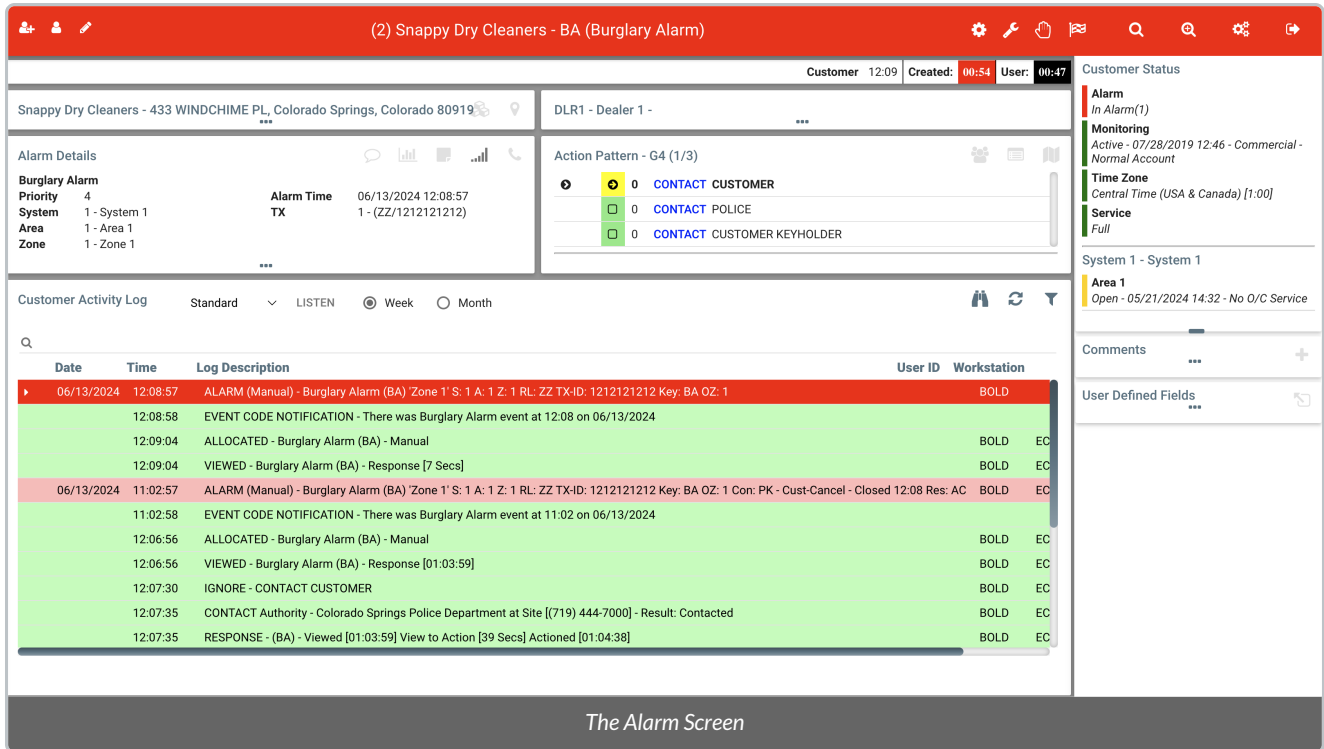 (2) Snappy Dry Cleaners - BA (Burglary Alarm)
Customer 12:09 Created: 00:54 User: 00:47
Snappy Dry Cleaners - 433 WINDCHIME PL, Colorado Springs, Colorado 80919
DLR1 - Dealer 1 -
Alarm Details
Burglary Alarm
Priority 4 Alarm Time 06/13/2024 12:08:57
System 1 - System 1 TX 1 - (ZZ/1212121212)
Area 1 - Area 1
Zone 1 - Zone 1
Action Pattern - G4 (1/3)
0 CONTACT CUSTOMER
0 CONTACT POLICE
0 CONTACT CUSTOMER KEYHOLDER
Customer Activity Log Standard LISTEN Week Month
Date Time Log Description User ID Workstation
06/13/2024 12:08:57 ALARM (Manual) - Burglary Alarm (BA) 'Zone 1' S: 1 A: 1 Z: 1 RL: ZZ TX-ID: 1212121212 Key: BA OZ: 1 BOLD
12:08:58 EVENT CODE NOTIFICATION - There was Burglary Alarm event at 12:08 on 06/13/2024
12:09:04 ALLOCATED - Burglary Alarm (BA) - Manual BOLD EC
12:09:04 VIEWED - Burglary Alarm (BA) - Response [7 Secs] BOLD EC
06/13/2024 11:02:57 ALARM (Manual) - Burglary Alarm (BA) 'Zone 1' S: 1 A: 1 Z: 1 RL: ZZ TX-ID: 1212121212 Key: BA OZ: 1 Con: PK - Cust-Cancel - Closed 12:08 Res: AC BOLD EC
11:02:58 EVENT CODE NOTIFICATION - There was Burglary Alarm event at 11:02 on 06/13/2024
12:06:56 ALLOCATED - Burglary Alarm (BA) - Manual BOLD EC
12:06:56 VIEWED - Burglary Alarm (BA) - Response [01:03:59] BOLD EC
12:07:30 IGNORE - CONTACT CUSTOMER BOLD EC
12:07:35 CONTACT Authority - Colorado Springs Police Department at Site [(719) 444-7000] - Result: Contacted BOLD EC
12:07:35 RESPONSE - (BA) - Viewed [01:03:59] View to Action [39 Secs] Actioned [01:04:38] BOLD EC
Customer Status
Alarm
In Alarm(1)
Monitoring
Active - 07/28/2019 12:46 - Commercial -
Normal Account
Time Zone
Central Time (USA & Canada) [1:00]
Service
Full
System 1 - System 1
Area 1
Open - 05/21/2024 14:32 - No O/C Service
Comments
User Defined Fields
The Alarm Screen